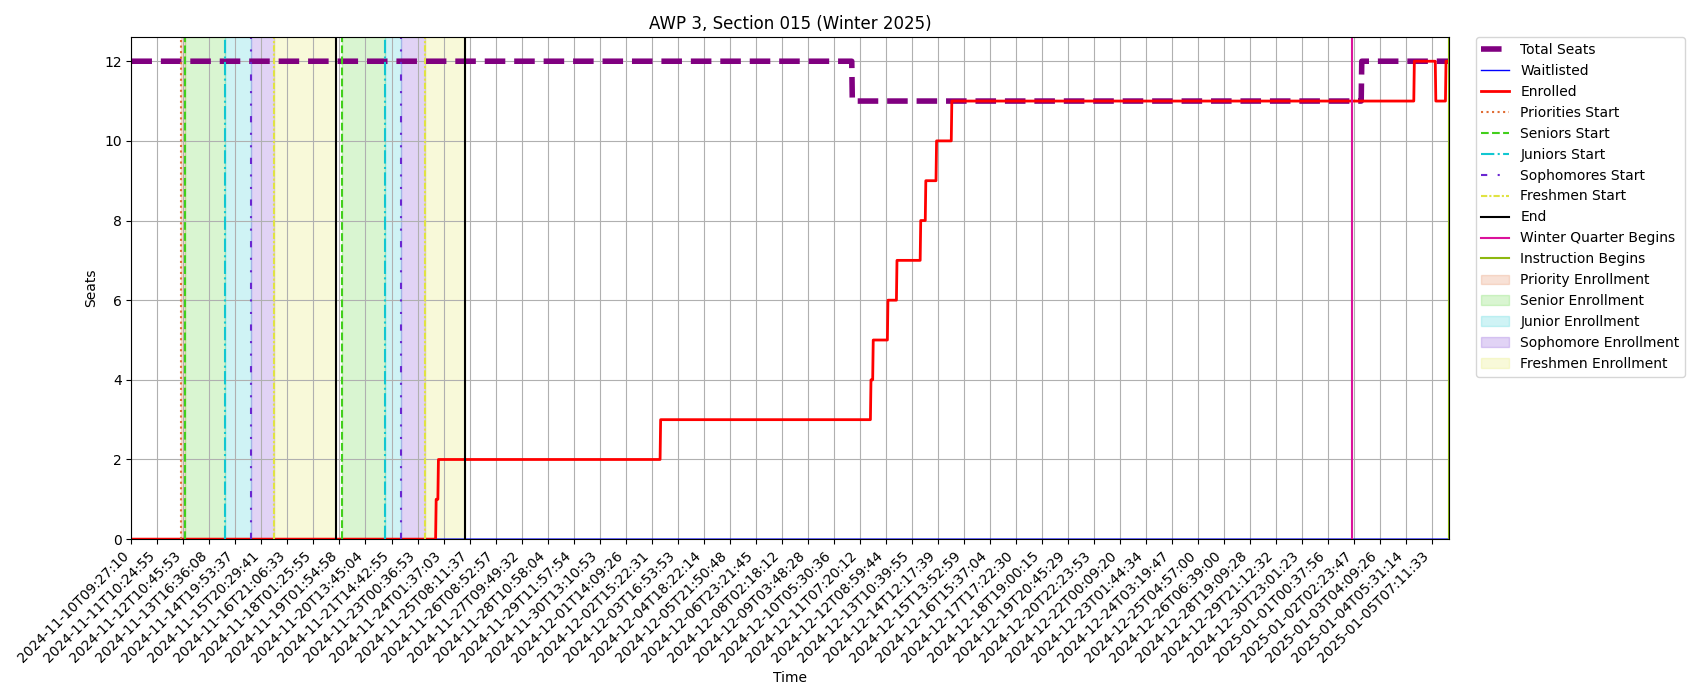 AWP 3, Section 015 (Winter 2025)
Seats
12
10
8
6
4
2
0
2024-11-10T09:27:10
2024-11-11T10:24:55
2024-11-12T10:45:53
2024-11-13T16:36:08
2024-11-14T19:53:37
2024-11-15T20:29:41
2024-11-16T21:06:33
2024-11-18T01:25:55
2024-11-19T01:54:58
2024-11-20T13:45:04
2024-11-21T14:42:55
2024-11-23T00:36:53
2024-11-24T01:37:03
2024-11-25T08:11:37
2024-11-26T08:52:57
2024-11-27T09:49:32
2024-11-28T10:58:04
2024-11-29T11:57:54
2024-11-30T13:10:53
2024-12-01T14:09:26
2024-12-02T15:22:31
2024-12-03T16:53:53
2024-12-04T18:22:14
2024-12-05T21:50:48
2024-12-06T23:21:45
2024-12-08T02:18:12
2024-12-09T03:48:28
2024-12-10T05:30:36
2024-12-11T07:20:12
2024-12-12T08:59:44
2024-12-13T10:39:55
2024-12-14T12:17:39
2024-12-15T13:52:59
2024-12-16T15:37:04
2024-12-17T17:22:30
2024-12-18T19:00:15
2024-12-19T20:45:29
2024-12-20T22:23:53
2024-12-22T00:09:20
2024-12-23T01:44:34
2024-12-24T03:19:47
2024-12-25T04:57:00
2024-12-26T06:39:00
2024-12-28T19:09:28
2024-12-29T21:12:32
2024-12-30T23:01:23
2025-01-01T00:37:56
2025-01-02T02:23:47
2025-01-03T04:09:26
2025-01-04T05:31:14
2025-01-05T07:11:33
Time
Total Seats
Waitlisted
Enrolled
Priorities Start
Seniors Start
Juniors Start
Sophomores Start
Freshmen Start
End
Winter Quarter Begins
Instruction Begins
Priority Enrollment
Senior Enrollment
Junior Enrollment
Sophomore Enrollment
Freshmen Enrollment